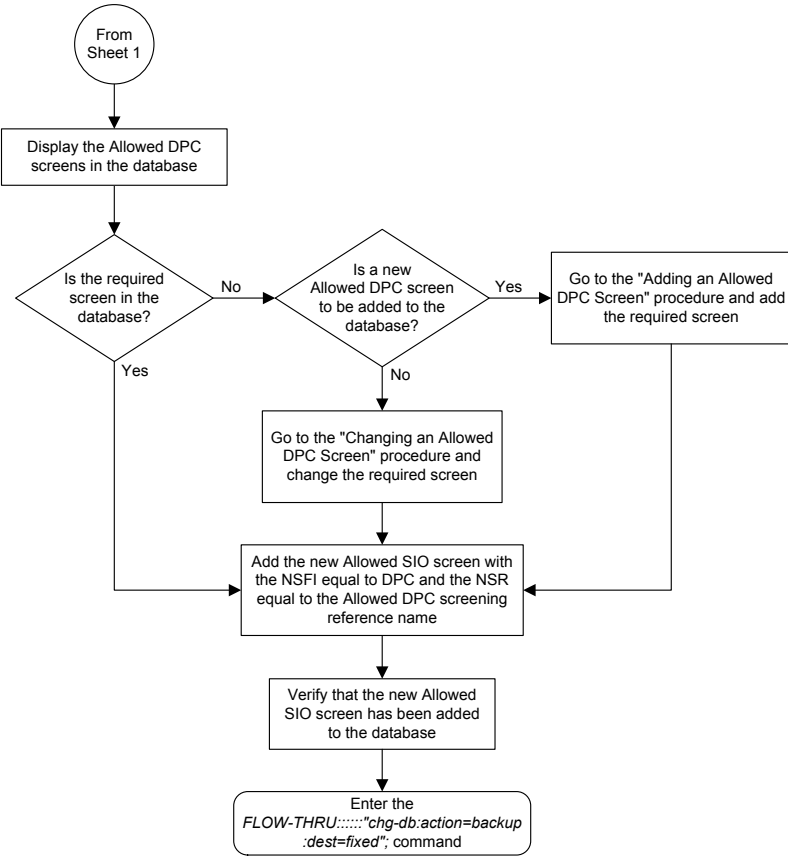 From
Sheet 1
Display the Allowed DPC
screens in the database
Is the required
screen in the
database?
No
Is a new
Allowed DPC screen
to be added to the
database?
Yes
Go to the "Adding an Allowed
DPC Screen" procedure and add
the required screen
Yes
No
Go to the "Changing an Allowed
DPC Screen" procedure and
change the required screen
Add the new Allowed SIO screen with
the NSFI equal to DPC and the NSR
equal to the Allowed DPC screening
reference name
Verify that the new Allowed
SIO screen has been added
to the database
Enter the
FLOW-THRU::::::"chg-db:action=backup
:dest=fixed"; command